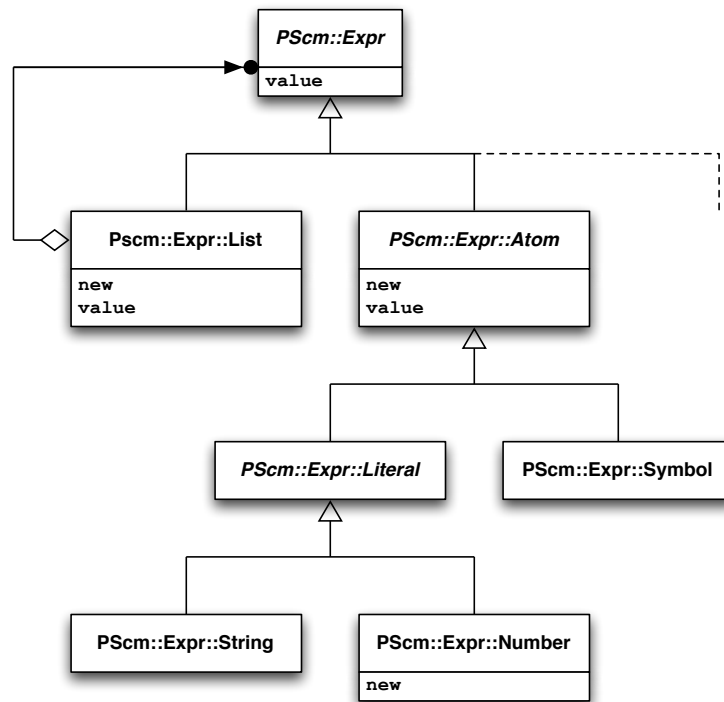 PScm::Expr
value
Pscm::Expr::List
new
value
PScm::Expr::Atom
new
value
PScm::Expr::Literal
PScm::Expr::Symbol
PScm::Expr::String
PScm::Expr::Number
new